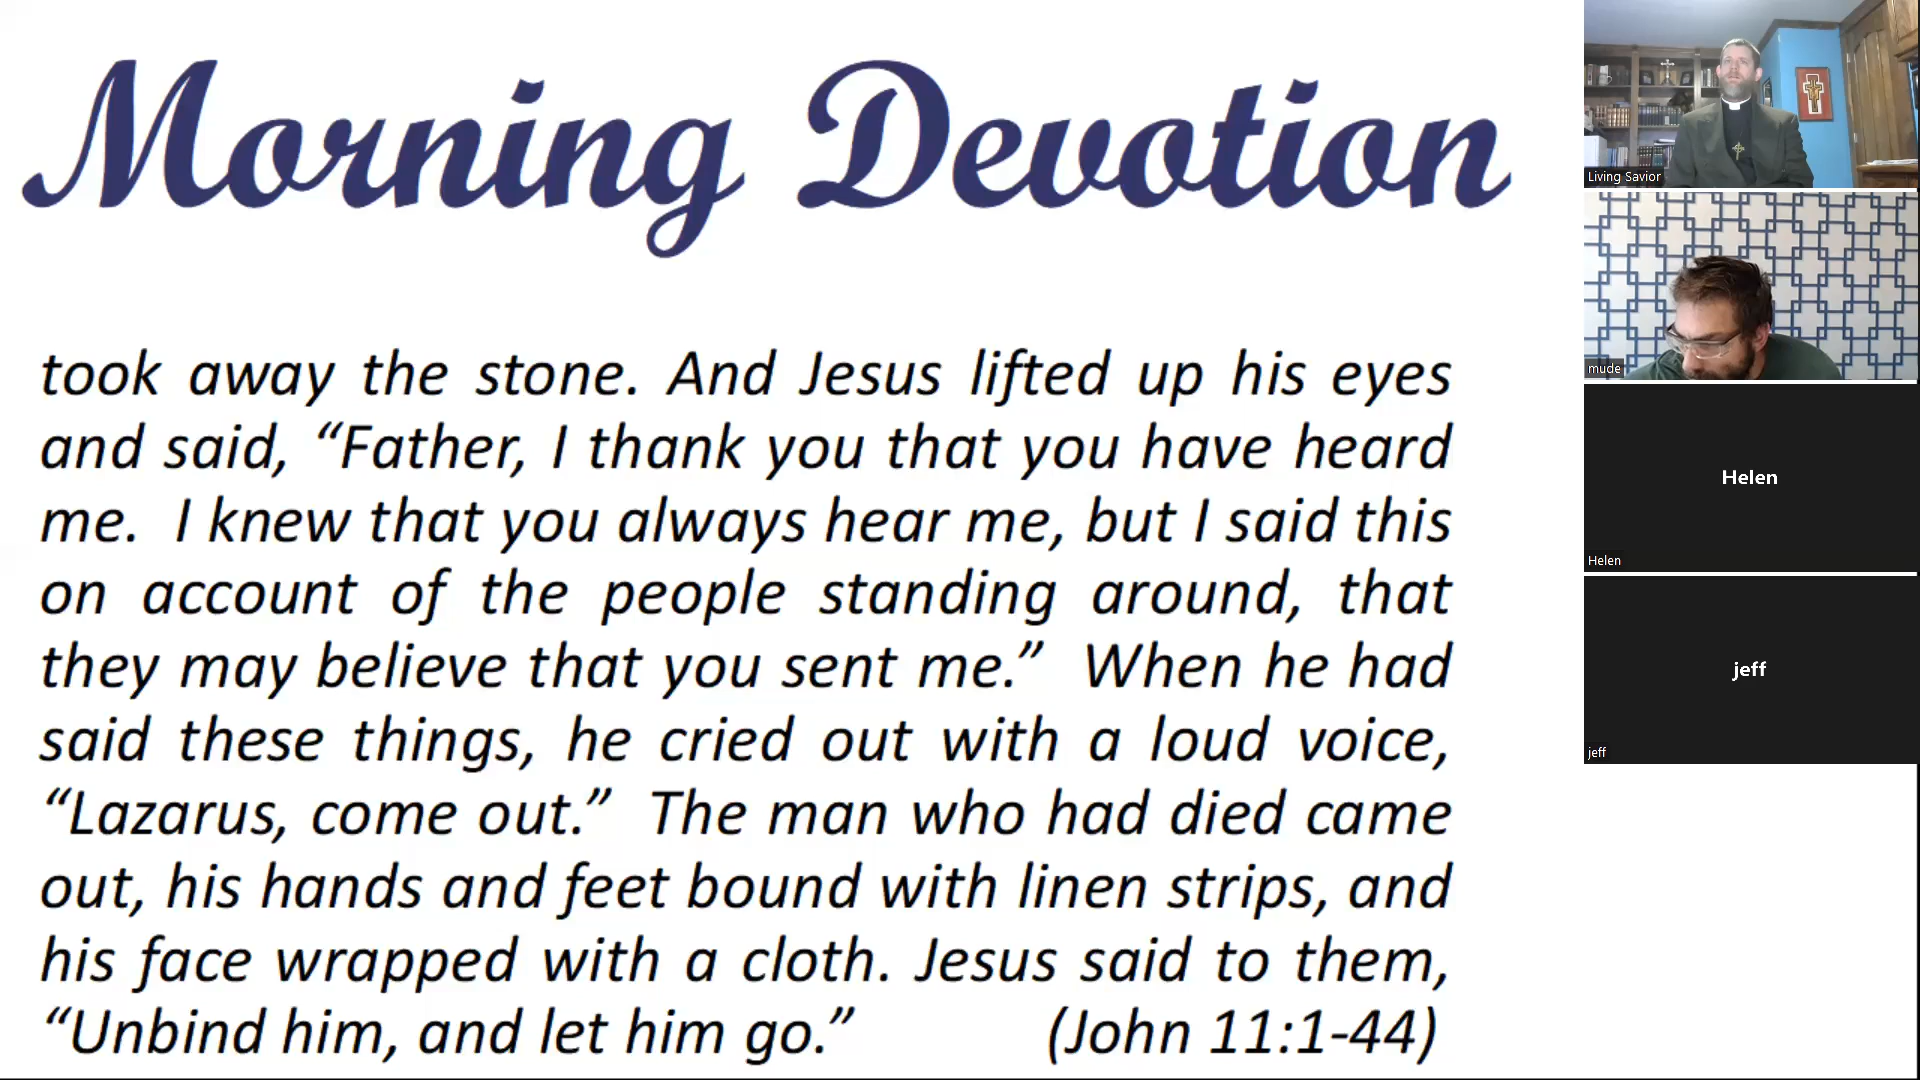 Morning Devotion
took away the stone. And Jesus lifted up his eyes
and said, “Father, I thank you that you have heard
me.  I knew that you always hear me, but I said this
on account of the people standing around, that
they may believe that you sent me.”  When he had
said these things, he cried out with a loud voice,
“Lazarus, come out.”  The man who had died came
out, his hands and feet bound with linen strips, and
his face wrapped with a cloth. Jesus said to them,
“Unbind him, and let him go.” (John 11:1-44)
Living Savior
mude
Helen
Helen
jeff
jeff